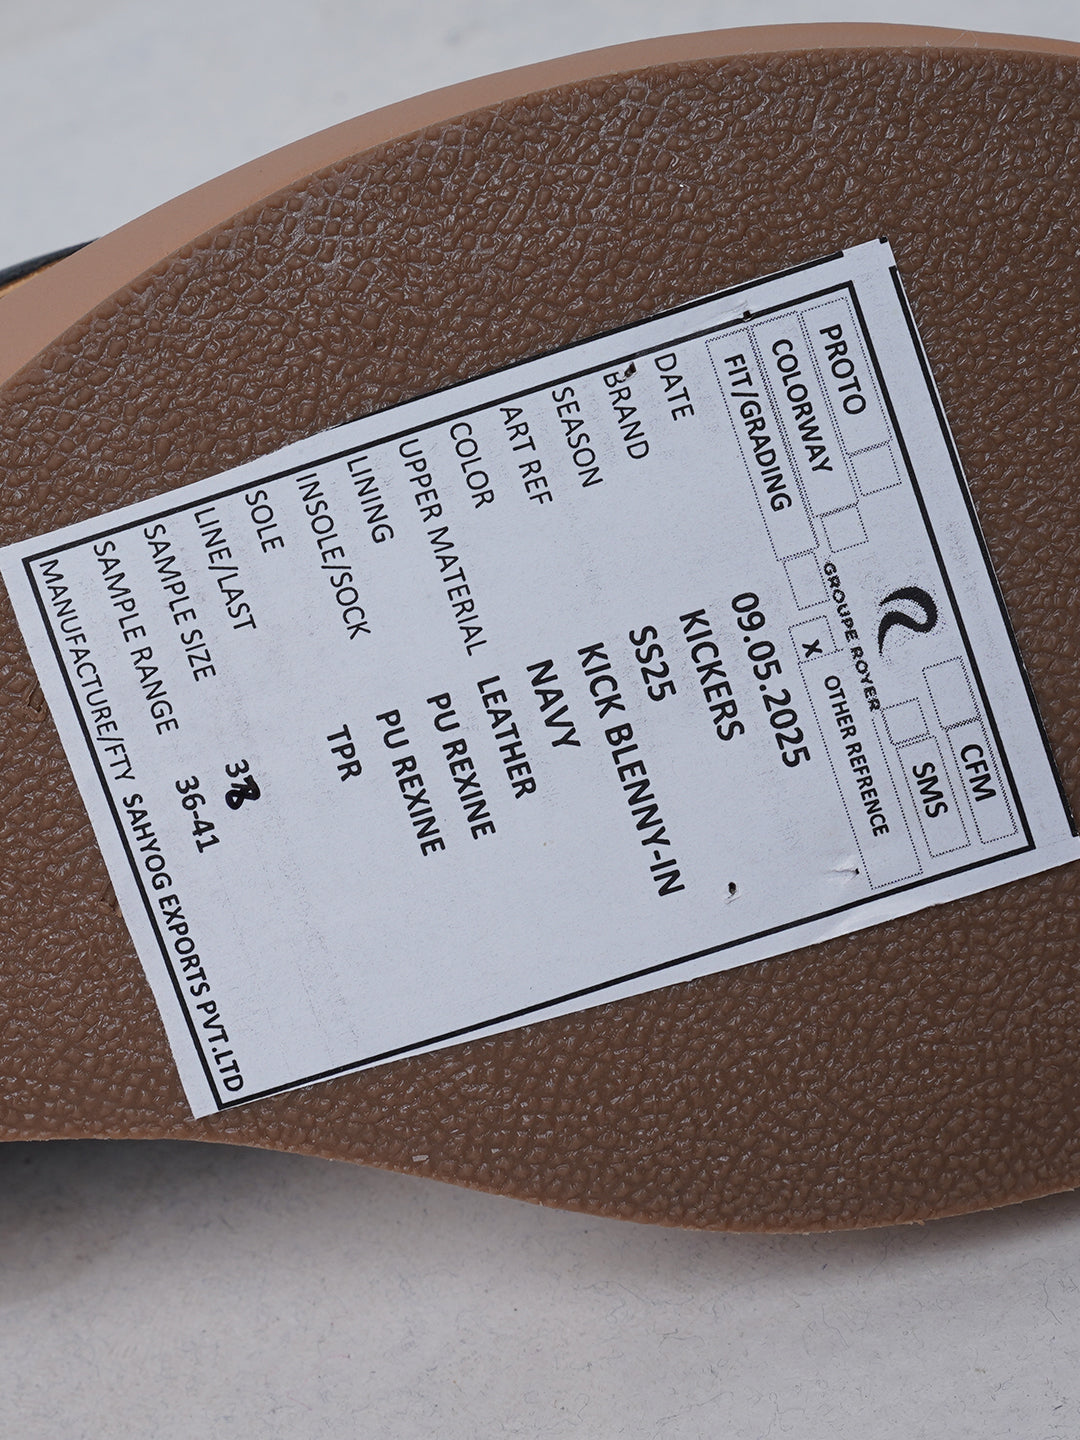 PROTO
COLORWAY
FIT/GRADING
GROUPE ROYER
CFM
SMS
X OTHER REFRENCE
DATE 09.05.2025
BRAND KICKERS
SEASON SS25
ART REF KICK BLENNY-IN
COLOR NAVY
UPPER MATERIAL LEATHER
LINING PU REXINE
INSOLE/SOCK PU REXINE
SOLE TPR
LINE/LAST
SAMPLE SIZE 38
SAMPLE RANGE 36-41
MANUFACTURE/FTY SAHYOG EXPORTS PVT.LTD